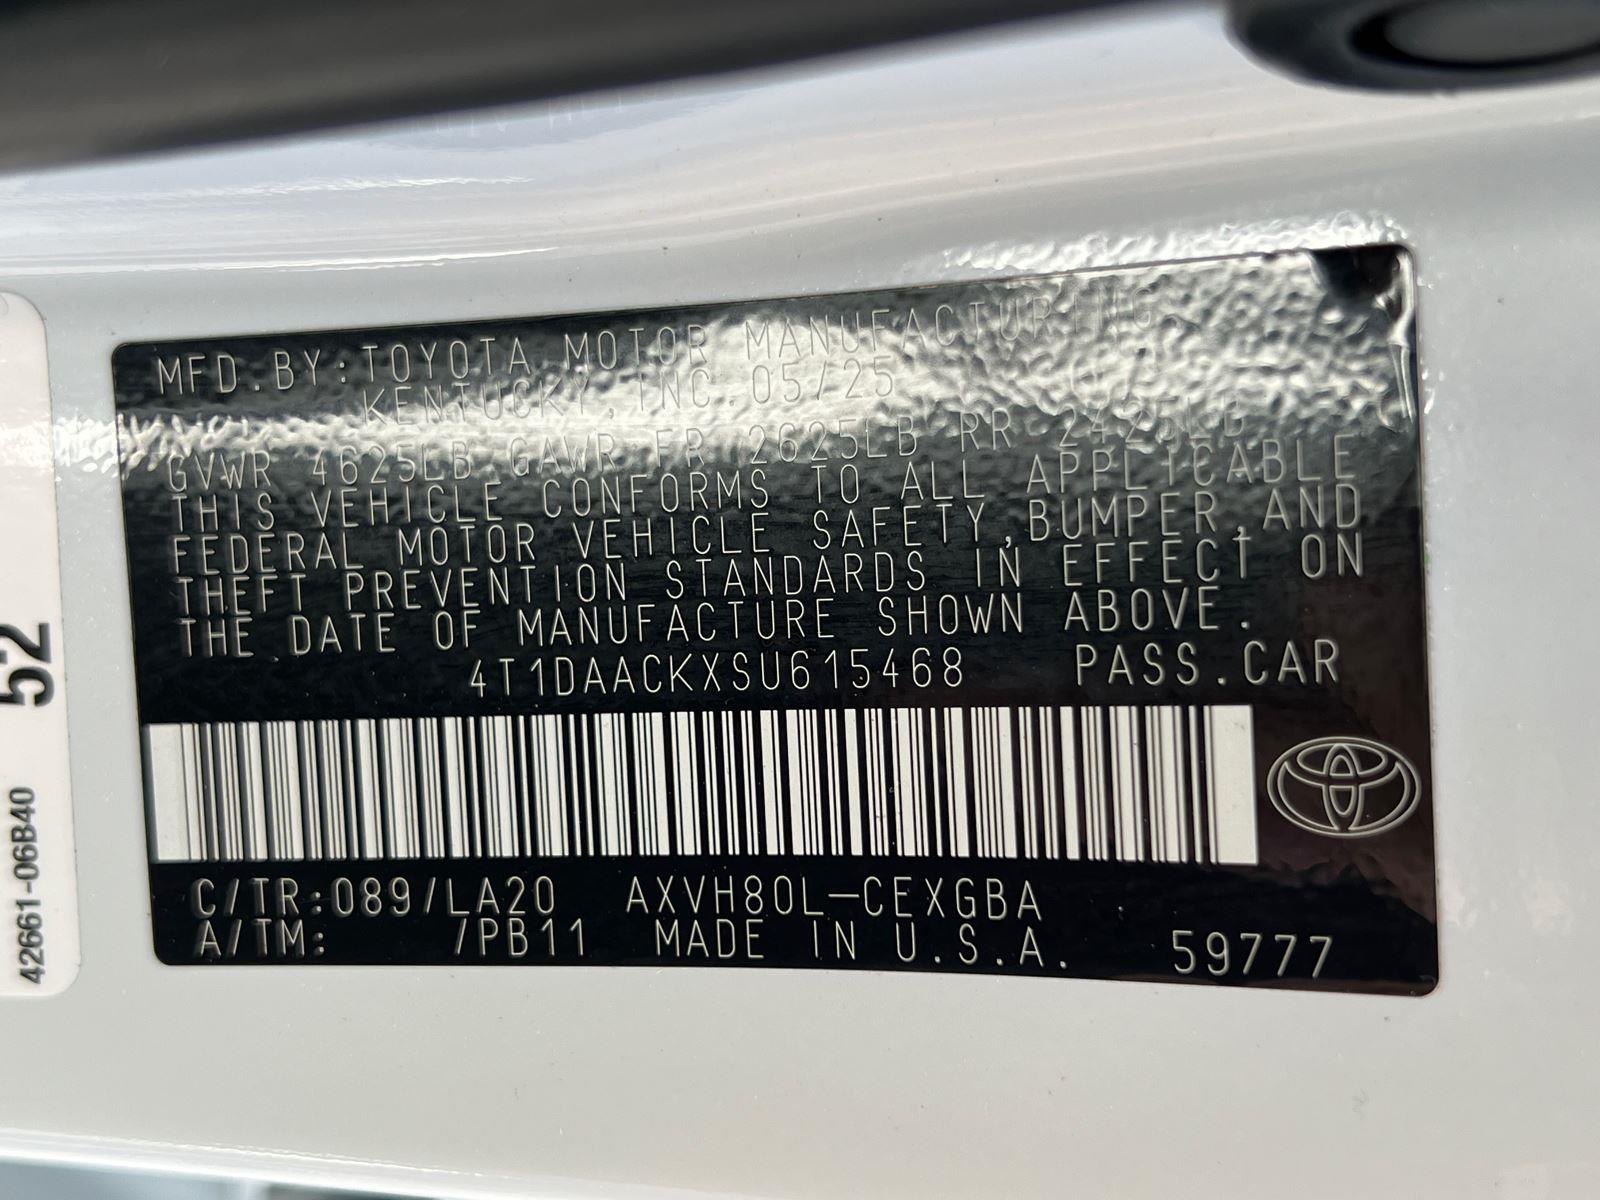 MFD.BY:TOYOTA MOTOR MANUFACTURING
KENTUCKY,INC.05/25
GVWR 4625LB GAWR FR 2625LB RR 2425LB
THIS VEHICLE CONFORMS TO ALL APPLICABLE
FEDERAL MOTOR VEHICLE SAFETY,BUMPER,AND
THEFT PREVENTION STANDARDS IN EFFECT ON
THE DATE OF MANUFACTURE SHOWN ABOVE.
4T1DAACKXSU615468 PASS.CAR
C/TR:089/LA20 AXVH80L-CEXGBA
A/TM: /PB11 MADE IN U.S.A. 59777
52
42661-06B40